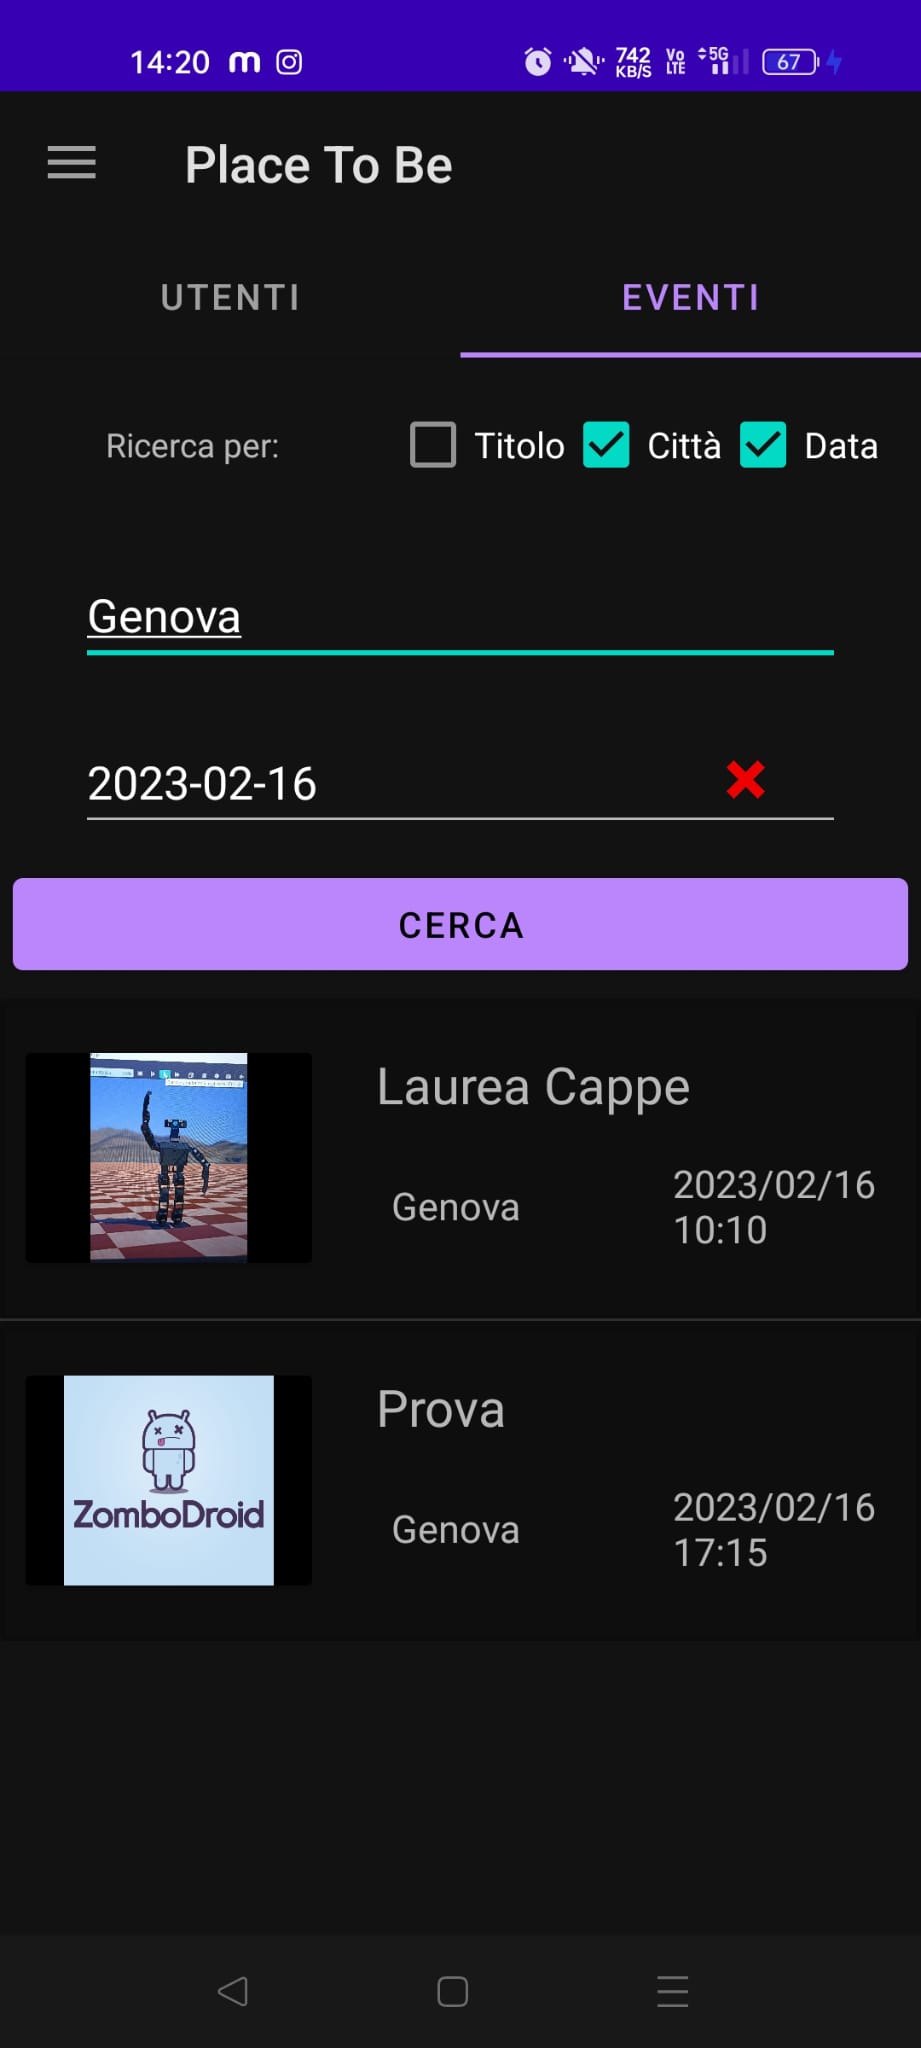 14:20 m 742 KB/S Vo LTE 5G 67
Place To Be
UTENTI EVENTI
Ricerca per: Titolo Città Data
Genova
2023-02-16
CERCA
Laurea Cappe
Genova 2023/02/16
10:10
ZomboDroid
Prova
Genova 2023/02/16
17:15